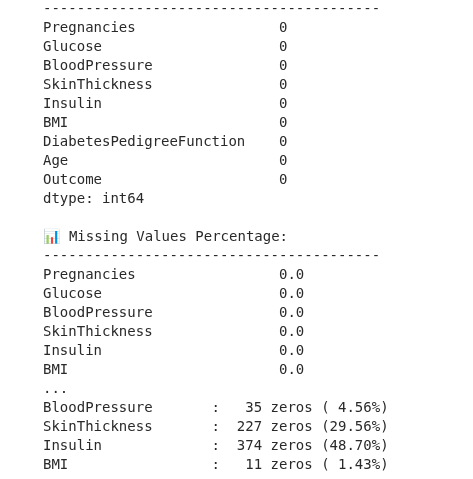 ----------------------------------------
Pregnancies                 0
Glucose                     0
BloodPressure               0
SkinThickness               0
Insulin                     0
BMI                         0
DiabetesPedigreeFunction    0
Age                         0
Outcome                     0
dtype: int64

📊 Missing Values Percentage:
----------------------------------------
Pregnancies                 0.0
Glucose                     0.0
BloodPressure               0.0
SkinThickness               0.0
Insulin                     0.0
BMI                         0.0
...
BloodPressure       :   35 zeros ( 4.56%)
SkinThickness       :  227 zeros (29.56%)
Insulin             :  374 zeros (48.70%)
BMI                 :   11 zeros ( 1.43%)